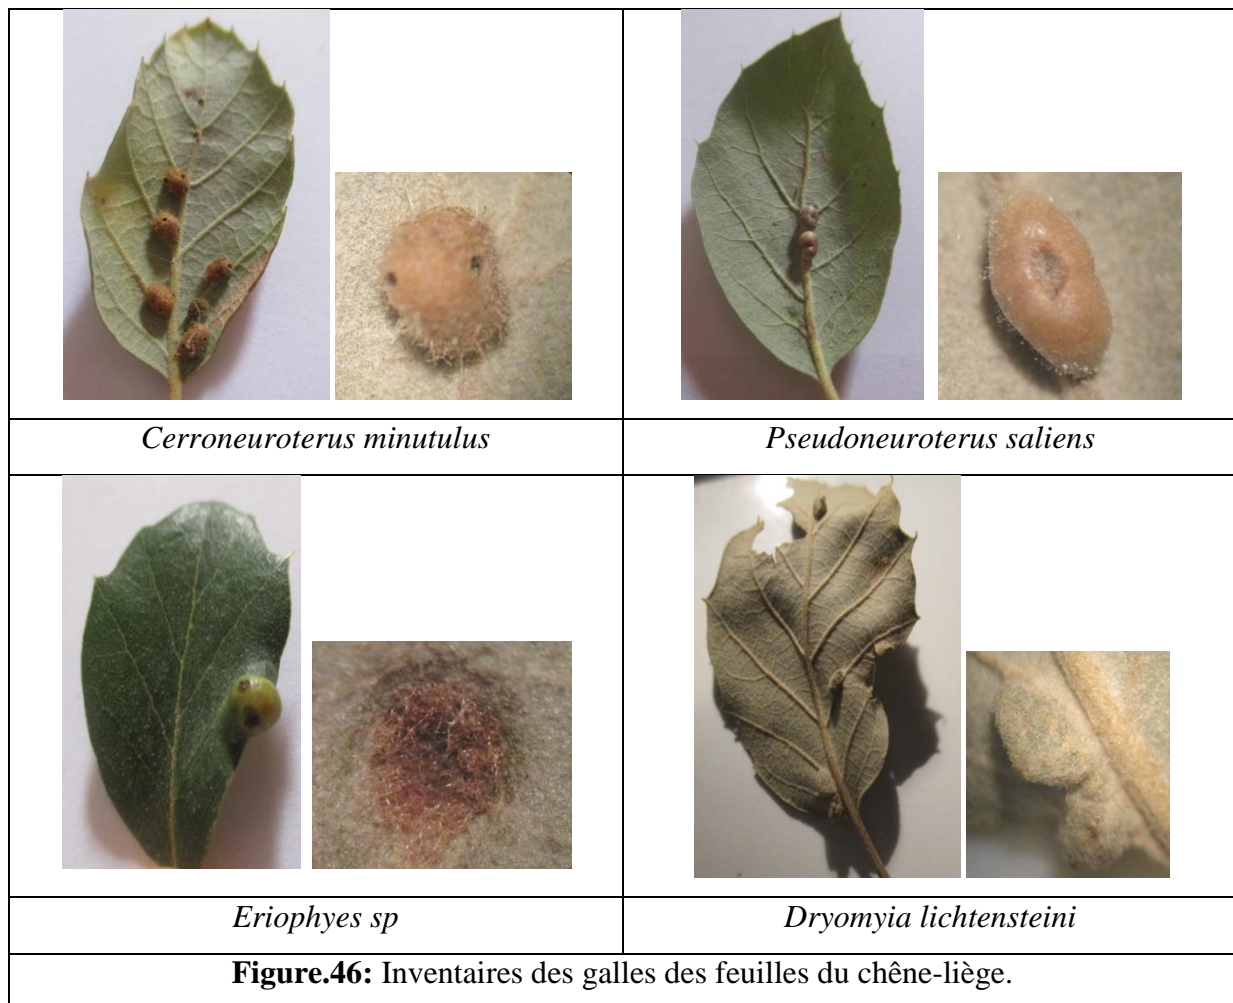 Cerroneuroterus minutulus
Pseudoneuroterus saliens
Eriophyes sp
Dryomyia lichtensteini
Figure.46: Inventaires des galles des feuilles du chêne-liège.